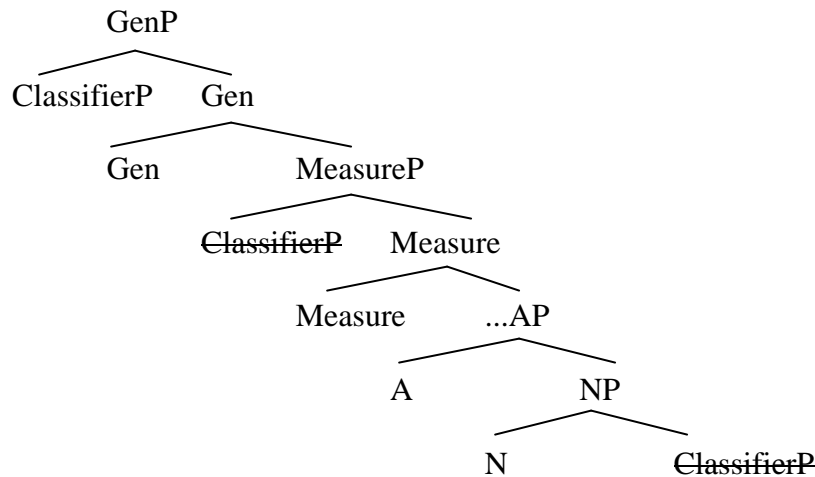 GenP
ClassifierP Gen
Gen MeasureP
ClassifierP Measure
Measure ...AP
A NP
N ClassifierP